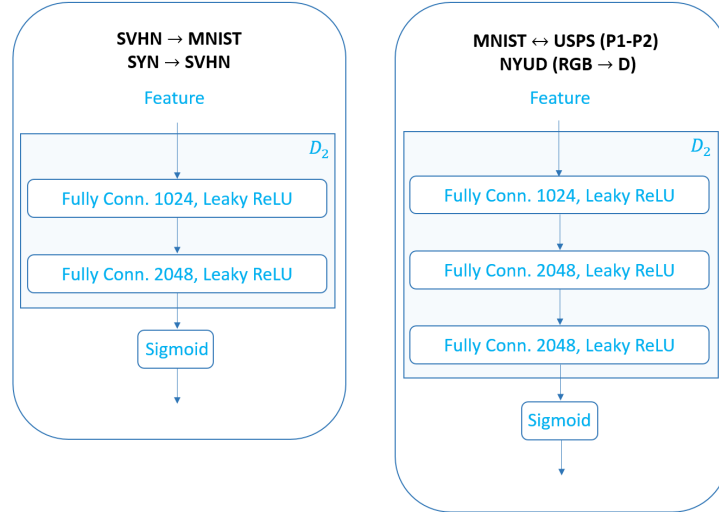 SVHN → MNIST
SYN → SVHN
Feature
D₂
Fully Conn. 1024, Leaky ReLU
Fully Conn. 2048, Leaky ReLU
Sigmoid
MNIST ↔ USPS (P1-P2)
NYUD (RGB → D)
Feature
D₂
Fully Conn. 1024, Leaky ReLU
Fully Conn. 2048, Leaky ReLU
Fully Conn. 2048, Leaky ReLU
Sigmoid